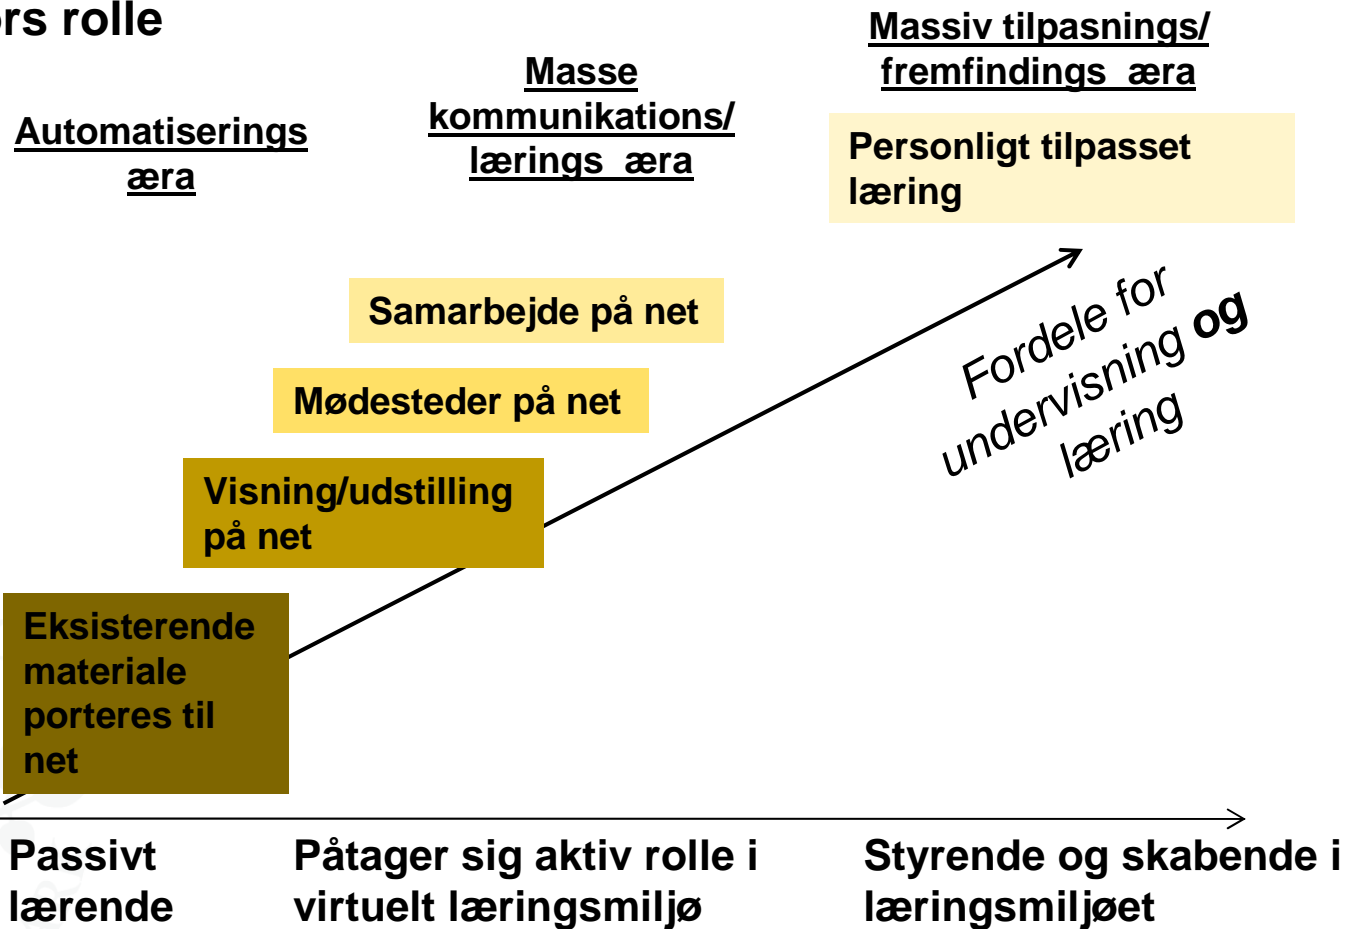 ors rolle
Automatiserings
æra
Masse
kommunikations/
lærings æra
Massiv tilpasnings/
fremfindings æra
Personligt tilpasset
læring
Samarbejde på net
Mødesteder på net
Visning/udstilling
på net
Eksisterende
materiale
porteres til
net
Fordele for
undervisning og
læring
Passivt
lærende
Påtager sig aktiv rolle i
virtuelt læringsmiljø
Styrende og skabende i
læringsmiljøet